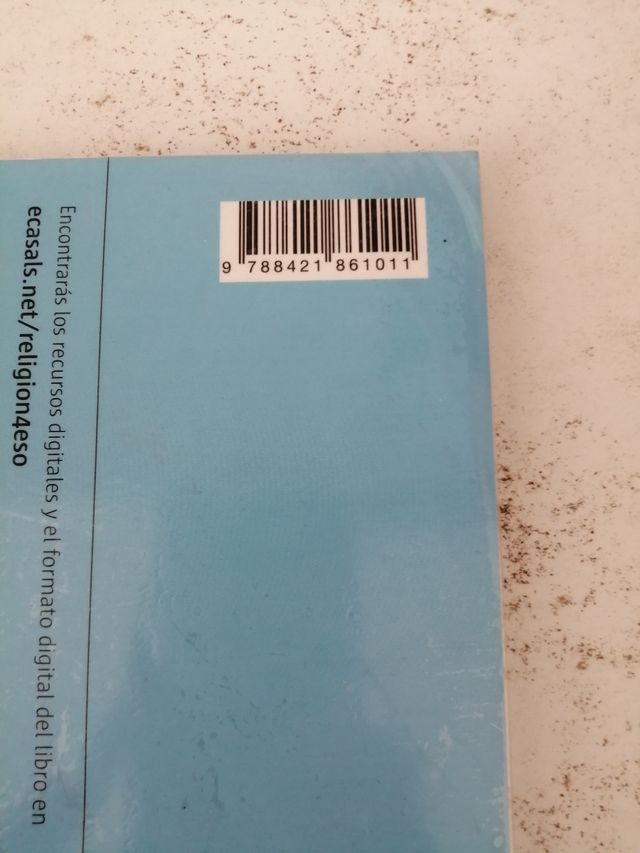 9 788421 861011
Encontrarás los recursos digitales y el formato digital del libro en
ecasals.net/religion4eso